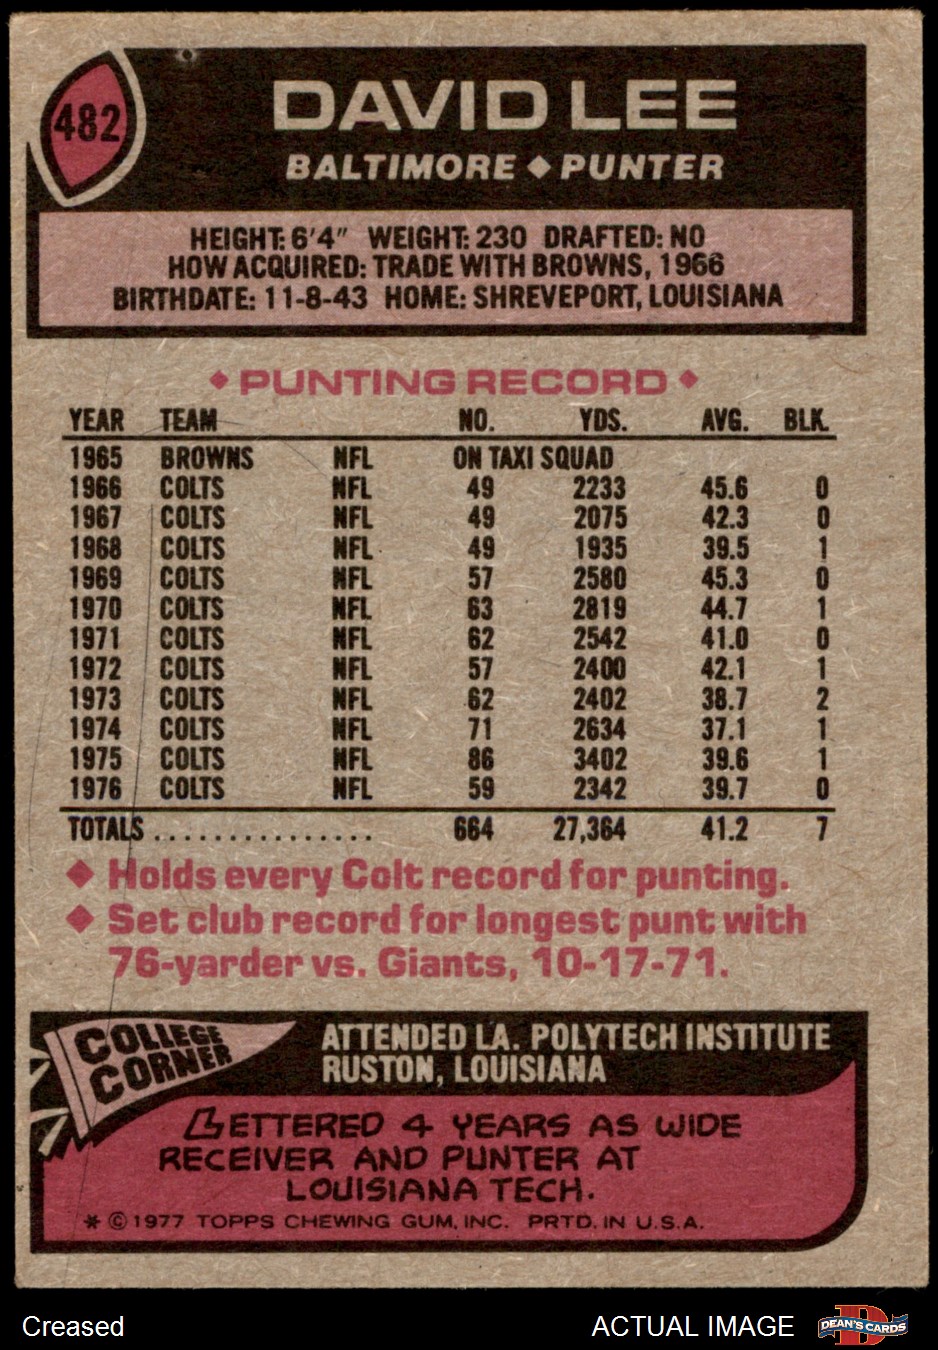 482
DAVID LEE
BALTIMORE ◆ PUNTER
HEIGHT: 6'4" WEIGHT: 230 DRAFTED: NO
HOW ACQUIRED: TRADE WITH BROWNS, 1966
BIRTHDATE: 11-8-43 HOME: SHREVEPORT, LOUISIANA
◆ PUNTING RECORD ◆
YEAR TEAM NO. YDS. AVG. BLK.
1965 BROWNS NFL ON TAXI SQUAD
1966 COLTS NFL 49 2233 45.6 0
1967 COLTS NFL 49 2075 42.3 0
1968 COLTS NFL 49 1935 39.5 1
1969 COLTS NFL 57 2580 45.3 0
1970 COLTS NFL 63 2819 44.7 1
1971 COLTS NFL 62 2542 41.0 0
1972 COLTS NFL 57 2400 42.1 1
1973 COLTS NFL 62 2402 38.7 2
1974 COLTS NFL 71 2634 37.1 1
1975 COLTS NFL 86 3402 39.6 1
1976 COLTS NFL 59 2342 39.7 0
TOTALS . . . . . . . . . . . . . . . 664 27,364 41.2 7
◆ Holds every Colt record for punting.
◆ Set club record for longest punt with
76-yarder vs. Giants, 10-17-71.
COLLEGE
CORNER
ATTENDED LA. POLYTECH INSTITUTE
RUSTON, LOUISIANA
LETTERED 4 YEARS AS WIDE
RECEIVER AND PUNTER AT
LOUISIANA TECH.
* © 1977 TOPPS CHEWING GUM, INC. PRTD. IN U.S.A.
Creased
ACTUAL IMAGE
D
DEAN'S CARDS